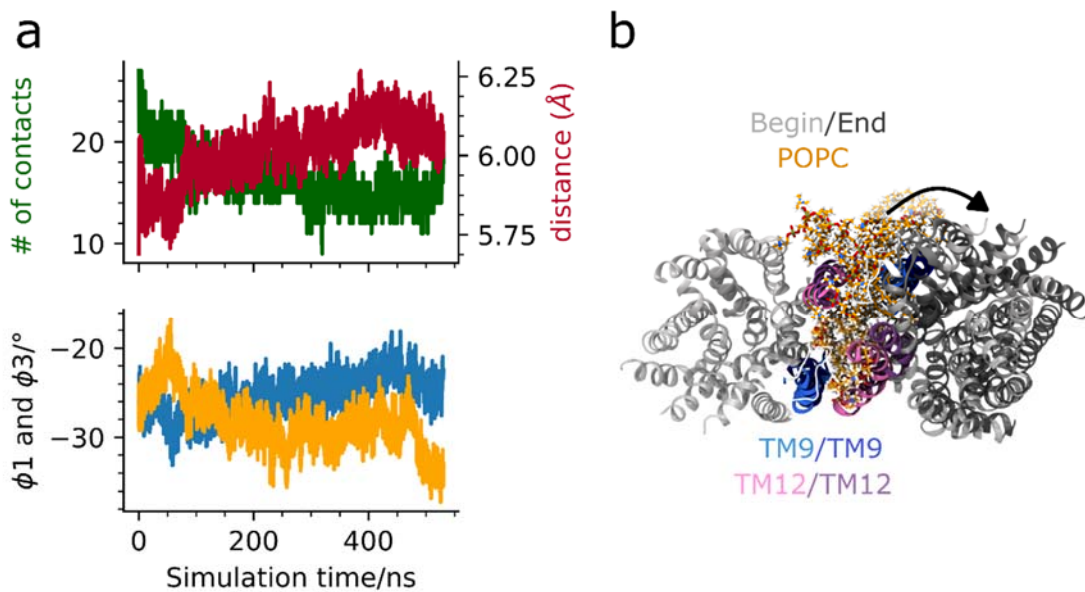 a
# of contacts
20
10
6.25
6.00
5.75
distance (Å)
ϕ1 and ϕ3/°
−20
−30
0
200
400
Simulation time/ns
b
Begin/End
POPC
TM9/TM9
TM12/TM12